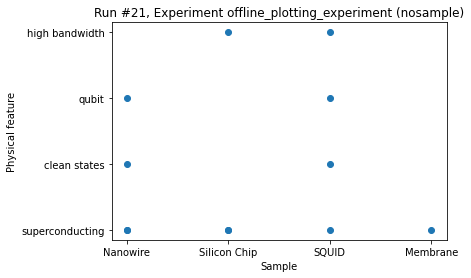 Run #21, Experiment offline_plotting_experiment (nosample)
high bandwidth
qubit
clean states
superconducting
Physical feature
Nanowire Silicon Chip SQUID Membrane
Sample